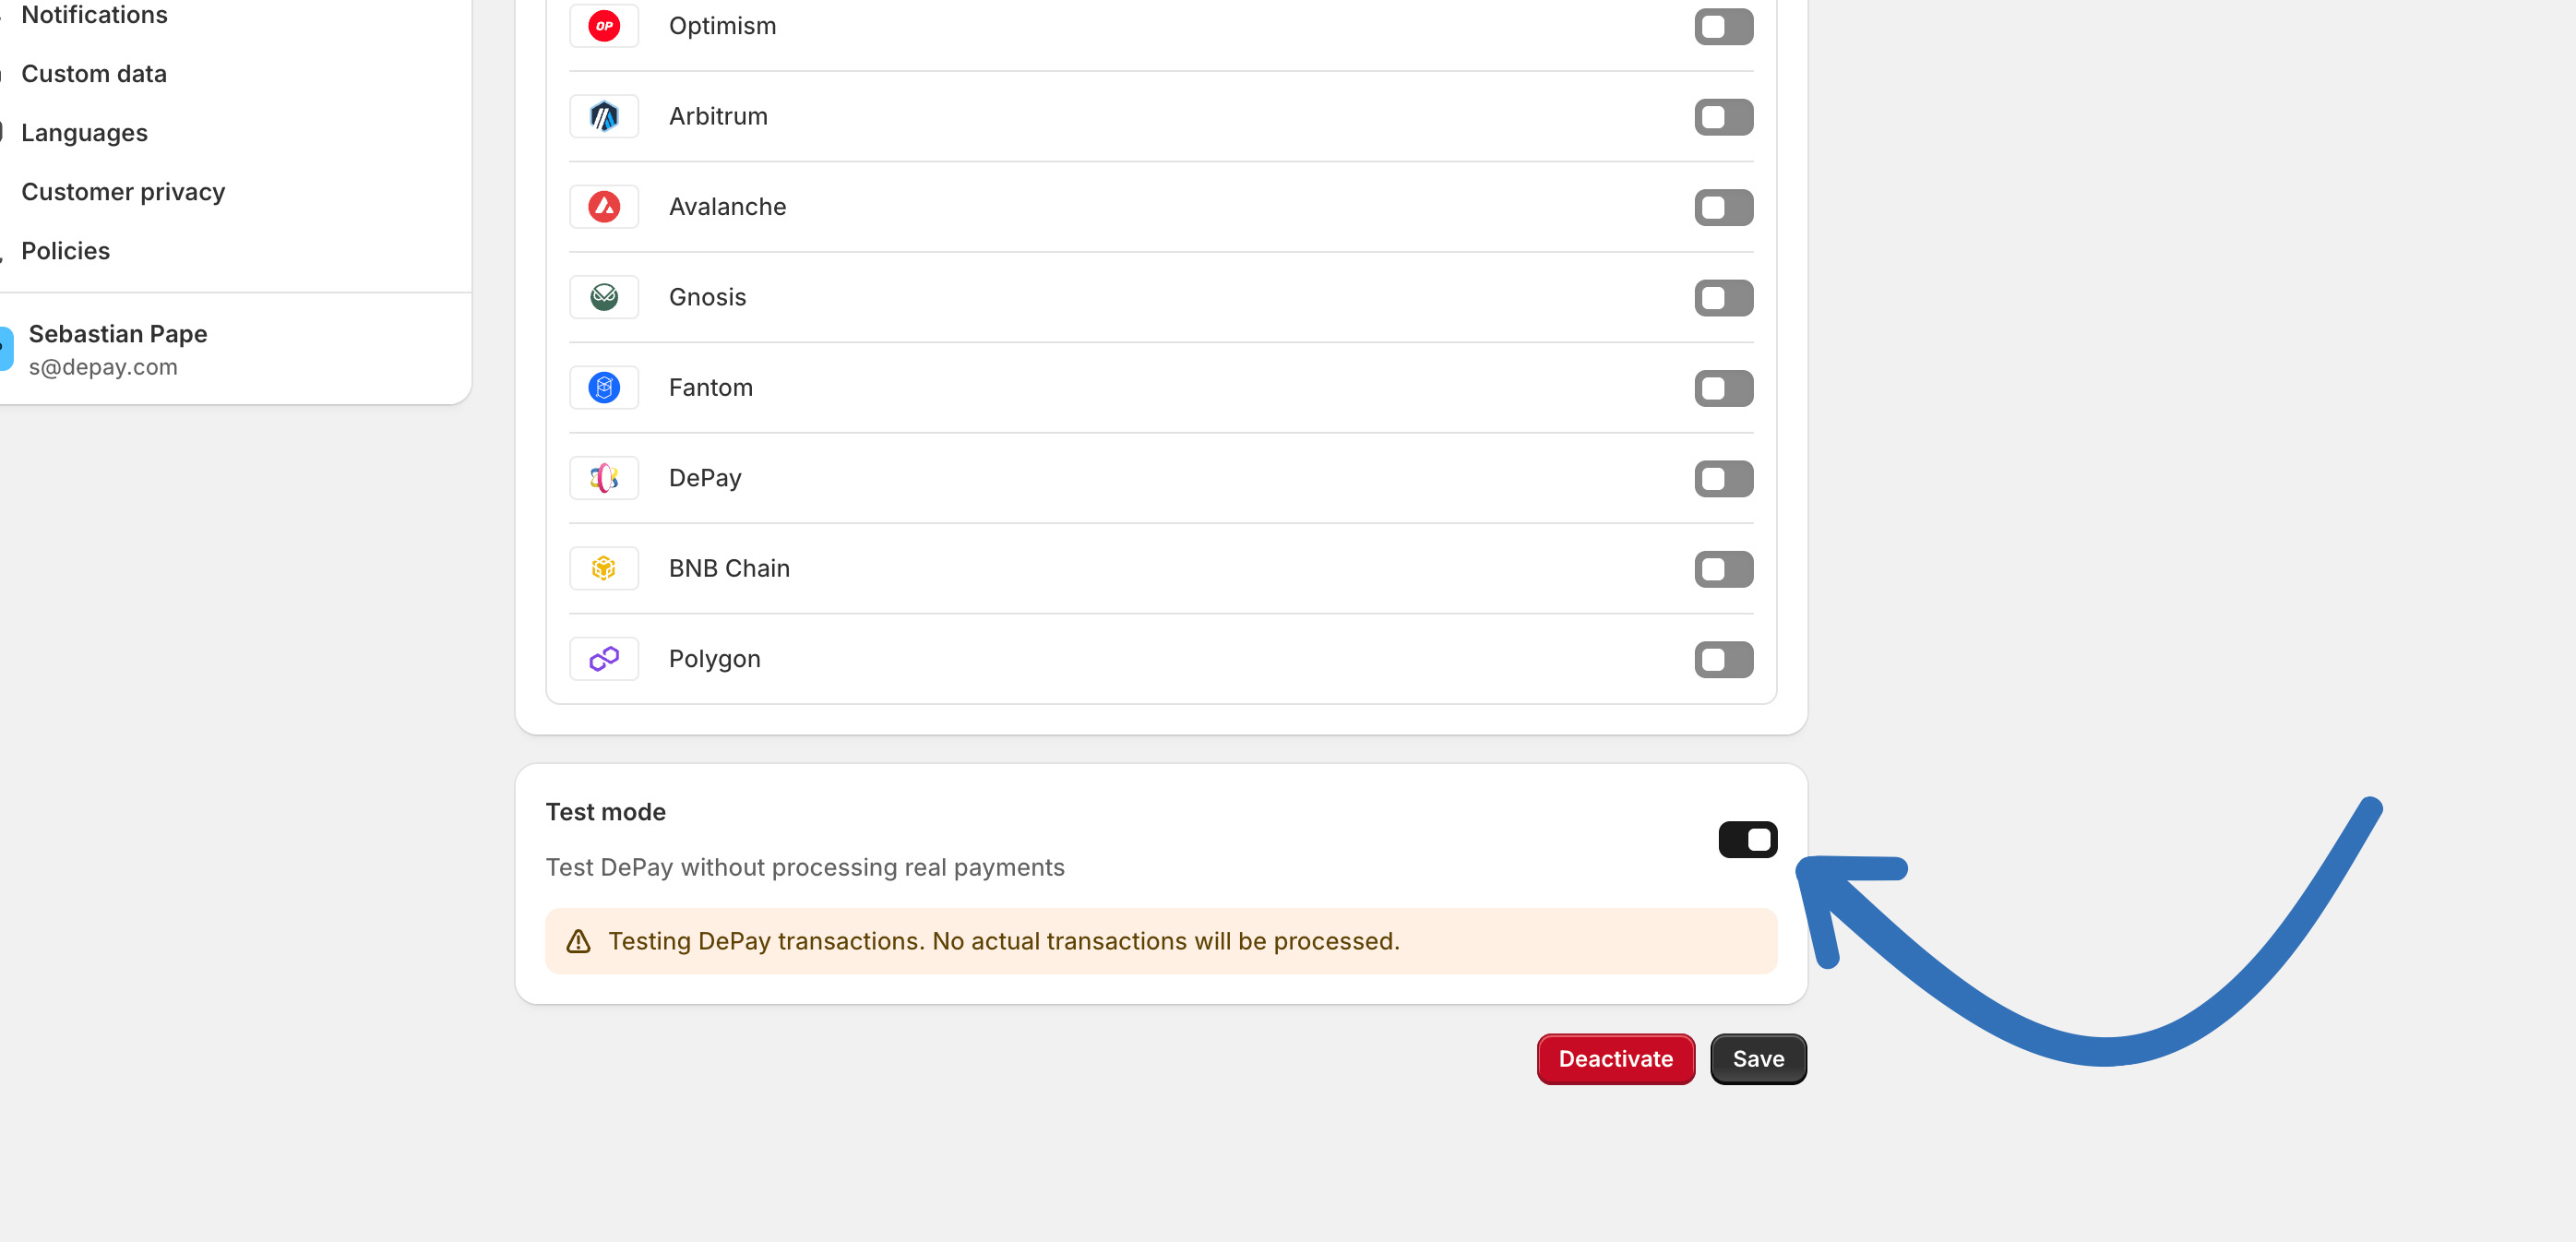 Notifications
Custom data
Languages
Customer privacy
Policies
Sebastian Pape
s@depay.com
OP Optimism
Arbitrum
Avalanche
Gnosis
Fantom
DePay
BNB Chain
Polygon
Test mode
Test DePay without processing real payments
Testing DePay transactions. No actual transactions will be processed.
Deactivate Save